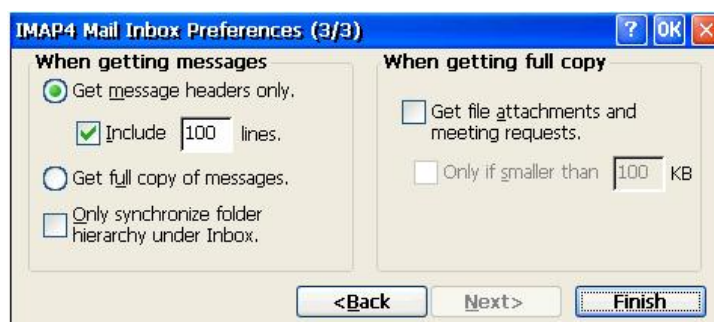 IMAP4 Mail Inbox Preferences (3/3) ? OK ×
When getting messages
Get message headers only.
Include 100 lines.
Get full copy of messages.
Only synchronize folder
hierarchy under Inbox.
When getting full copy
Get file attachments and
meeting requests.
Only if smaller than 100 KB
<Back Next> Finish